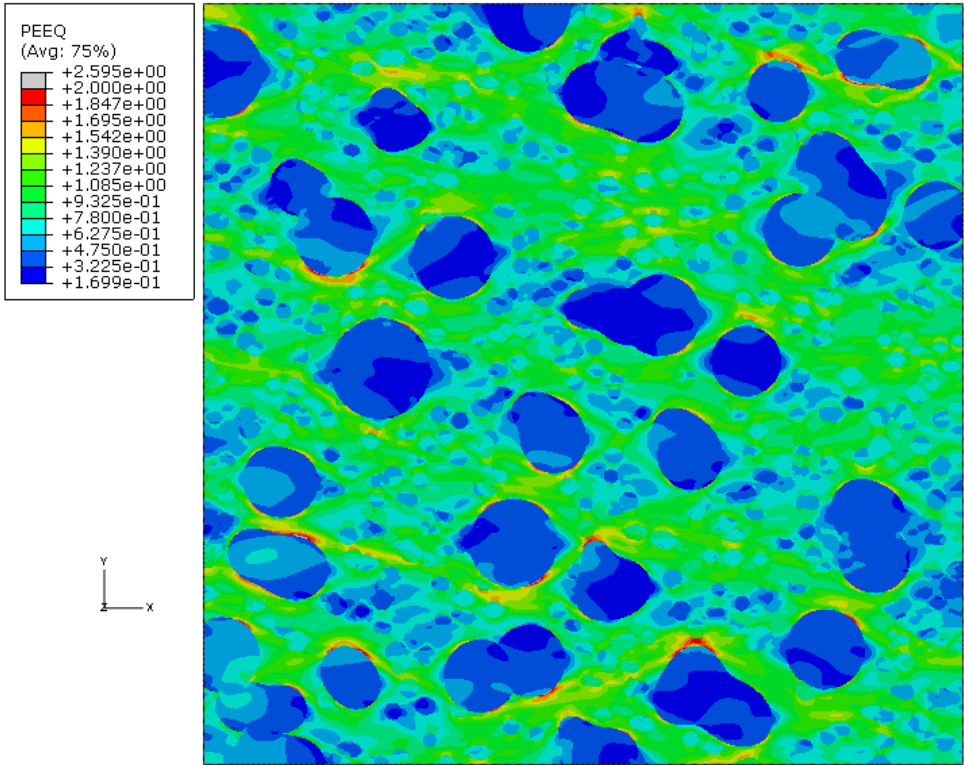 PEEQ
(Avg: 75%)
+2.595e+00
+2.000e+00
+1.847e+00
+1.695e+00
+1.542e+00
+1.390e+00
+1.237e+00
+1.085e+00
+9.325e-01
+7.800e-01
+6.275e-01
+4.750e-01
+3.225e-01
+1.699e-01
Y
Z X